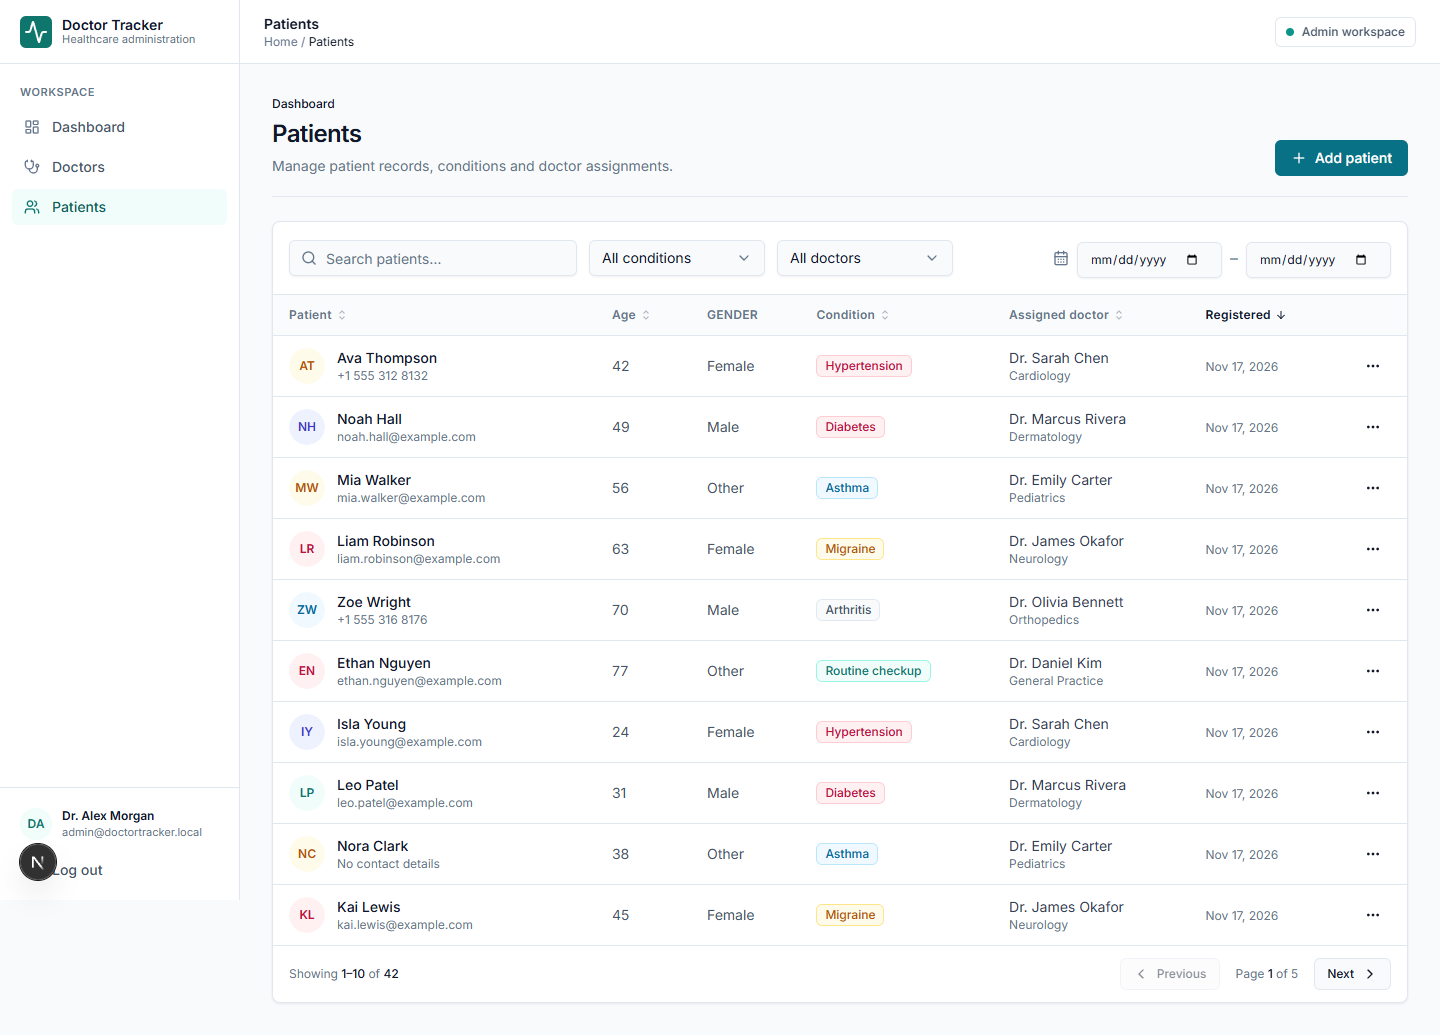 Doctor Tracker
Healthcare administration
Patients
Home / Patients
Admin workspace
WORKSPACE
Dashboard
Doctors
Patients
Dashboard
Patients
Manage patient records, conditions and doctor assignments.
Add patient
Search patients...
All conditions
All doctors
mm/dd/yyyy – mm/dd/yyyy
Patient Age GENDER Condition Assigned doctor Registered
AT Ava Thompson 42 Female Hypertension Dr. Sarah Chen Nov 17, 2026
+1 555 312 8132 Cardiology
NH Noah Hall 49 Male Diabetes Dr. Marcus Rivera Nov 17, 2026
noah.hall@example.com Dermatology
MW Mia Walker 56 Other Asthma Dr. Emily Carter Nov 17, 2026
mia.walker@example.com Pediatrics
LR Liam Robinson 63 Female Migraine Dr. James Okafor Nov 17, 2026
liam.robinson@example.com Neurology
ZW Zoe Wright 70 Male Arthritis Dr. Olivia Bennett Nov 17, 2026
+1 555 316 8176 Orthopedics
EN Ethan Nguyen 77 Other Routine checkup Dr. Daniel Kim Nov 17, 2026
ethan.nguyen@example.com General Practice
IY Isla Young 24 Female Hypertension Dr. Sarah Chen Nov 17, 2026
isla.young@example.com Cardiology
LP Leo Patel 31 Male Diabetes Dr. Marcus Rivera Nov 17, 2026
leo.patel@example.com Dermatology
NC Nora Clark 38 Other Asthma Dr. Emily Carter Nov 17, 2026
No contact details Pediatrics
KL Kai Lewis 45 Female Migraine Dr. James Okafor Nov 17, 2026
kai.lewis@example.com Neurology
Showing 1–10 of 42
Previous Page 1 of 5 Next
DA Dr. Alex Morgan
admin@doctortracker.local
N Log out